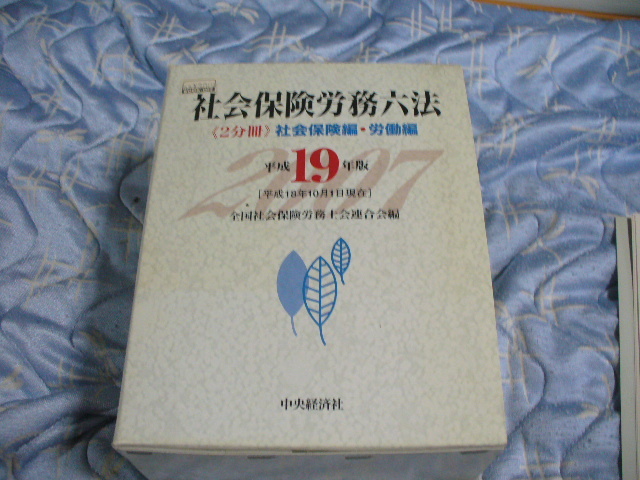 社会保険労務六法
《2分冊》 社会保険編・労働編
2007
平成19年版
[平成18年10月1日現在]
全国社会保険労務士会連合会編
中央経済社